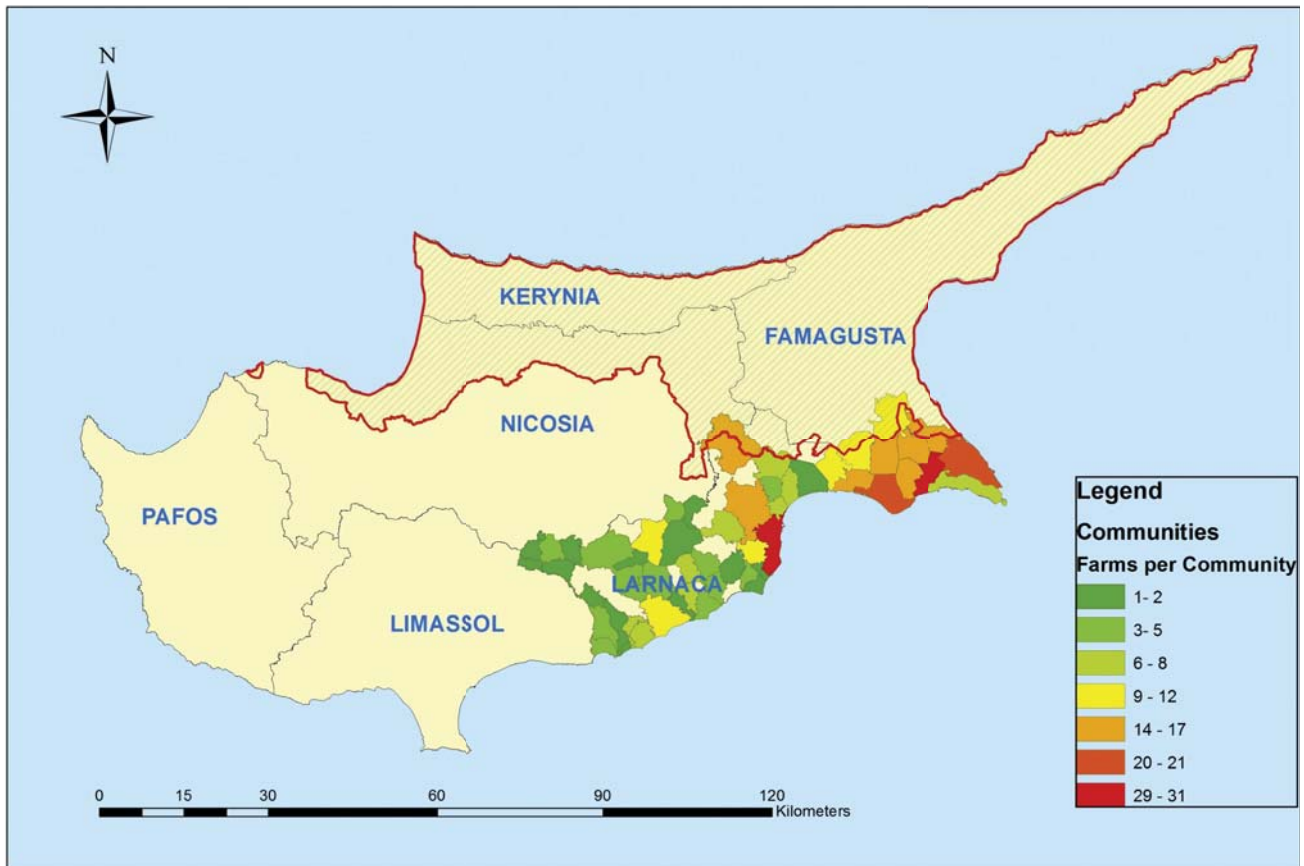 N
KERYNIA
FAMAGUSTA
NICOSIA
PAFOS
LARNACA
LIMASSOL
Legend
Communities
Farms per Community
1- 2
3- 5
6 - 8
9 - 12
14 - 17
20 - 21
29 - 31
0 15 30 60 90 120
Kilometers